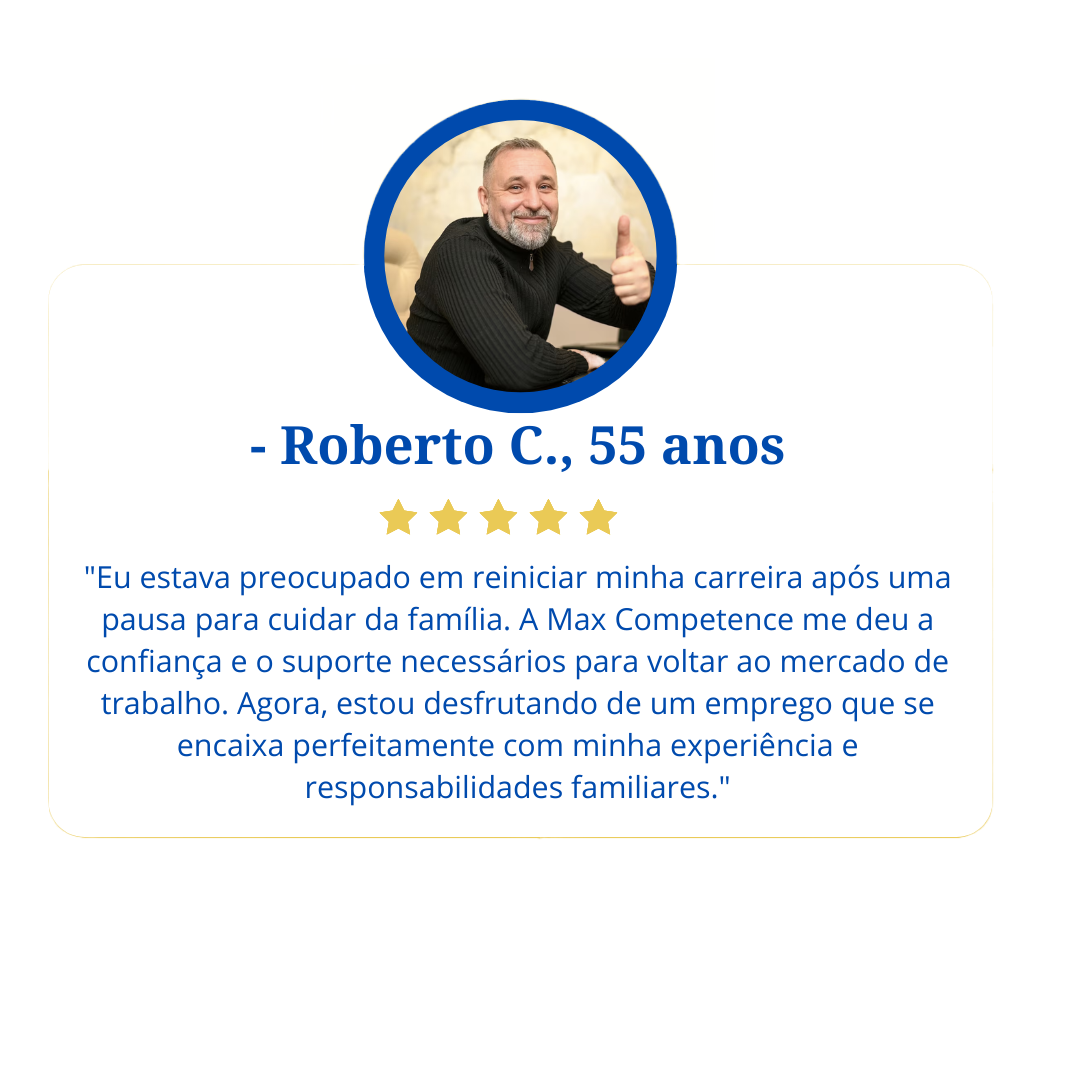 - Roberto C., 55 anos
"Eu estava preocupado em reiniciar minha carreira após uma
pausa para cuidar da família. A Max Competence me deu a
confiança e o suporte necessários para voltar ao mercado de
trabalho. Agora, estou desfrutando de um emprego que se
encaixa perfeitamente com minha experiência e
responsabilidades familiares."